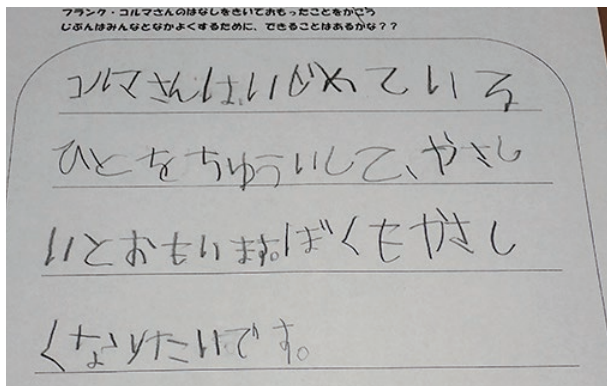 フランク・コルマさんのはなしをきいておもったことをかこう
じぶんはみんなとなかよくするために、できることはあるかな??
コルマさんは、いじめている
ひとをちゅういして、やさし
いとおもいます。ぼくもやさし
くなりたいです。